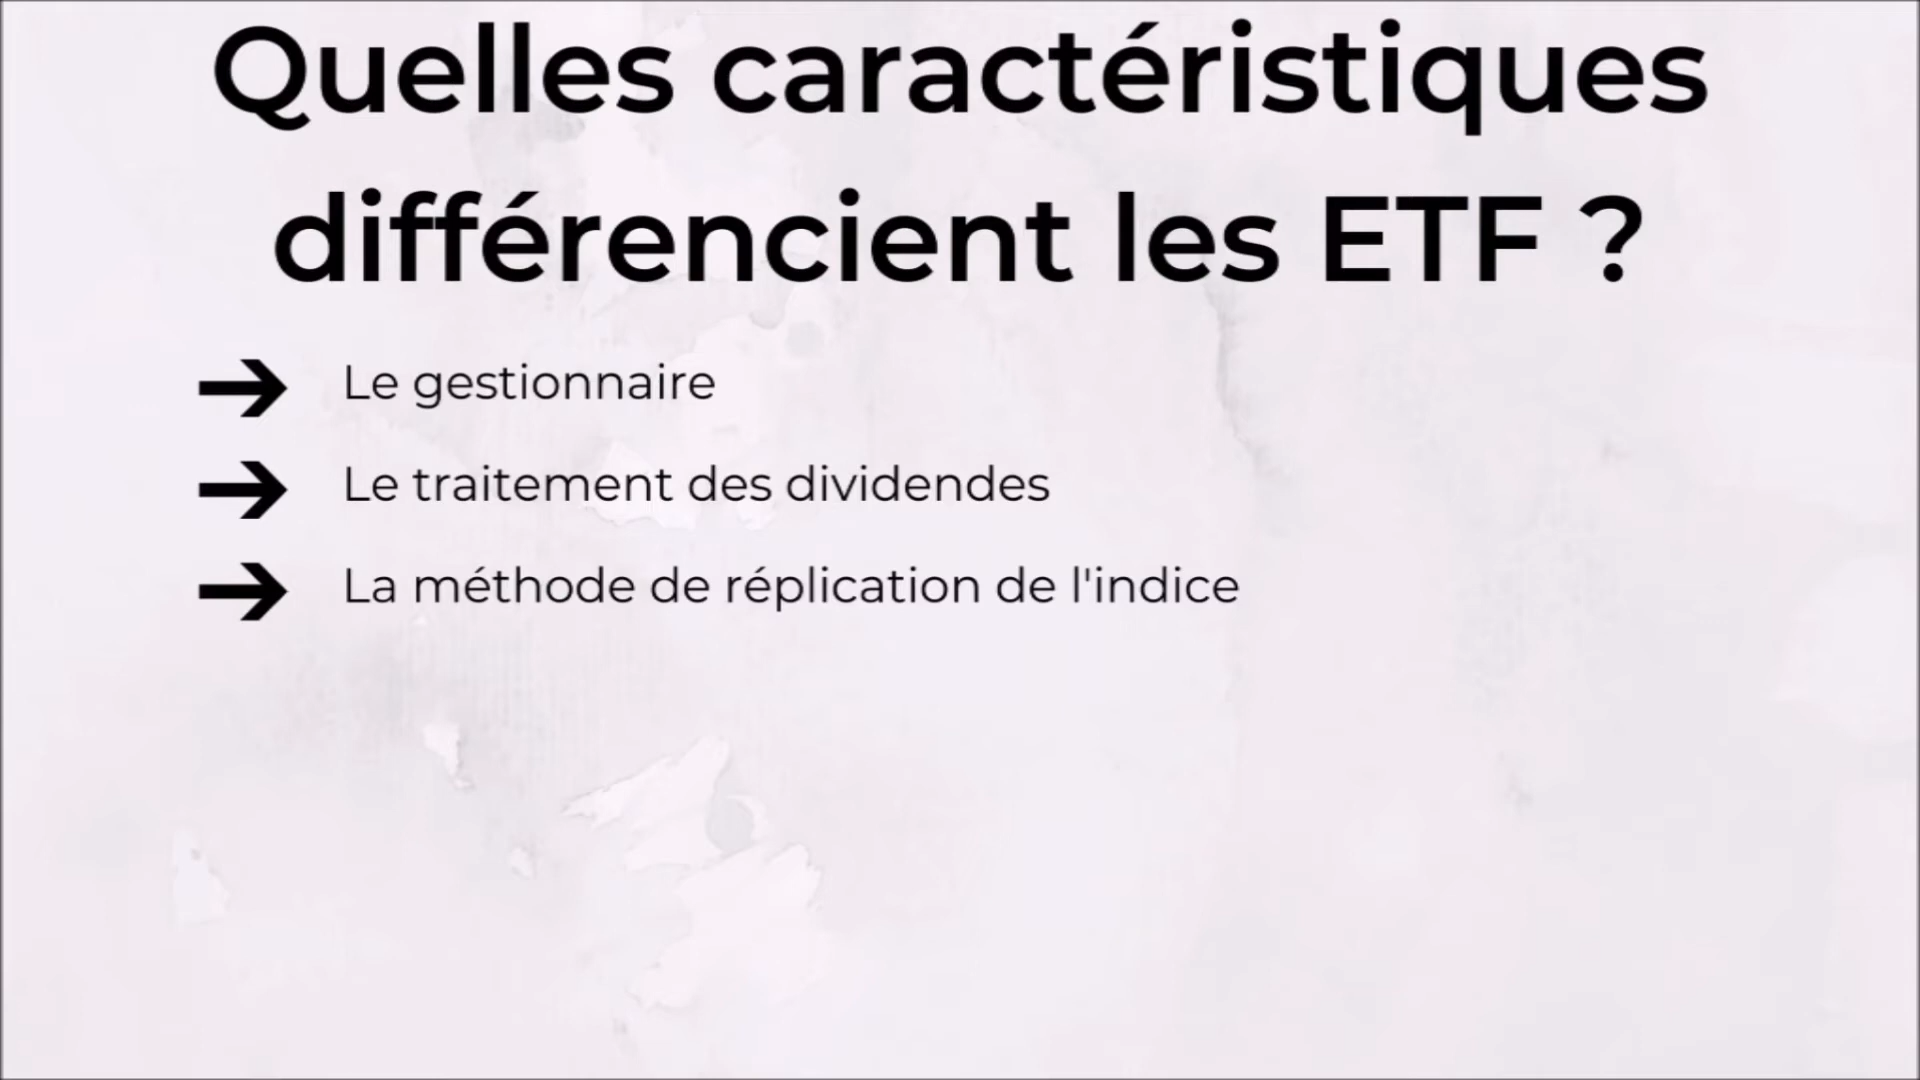 Quelles caractéristiques
différencient les ETF ?
➔ Le gestionnaire
➔ Le traitement des dividendes
➔ La méthode de réplication de l'indice